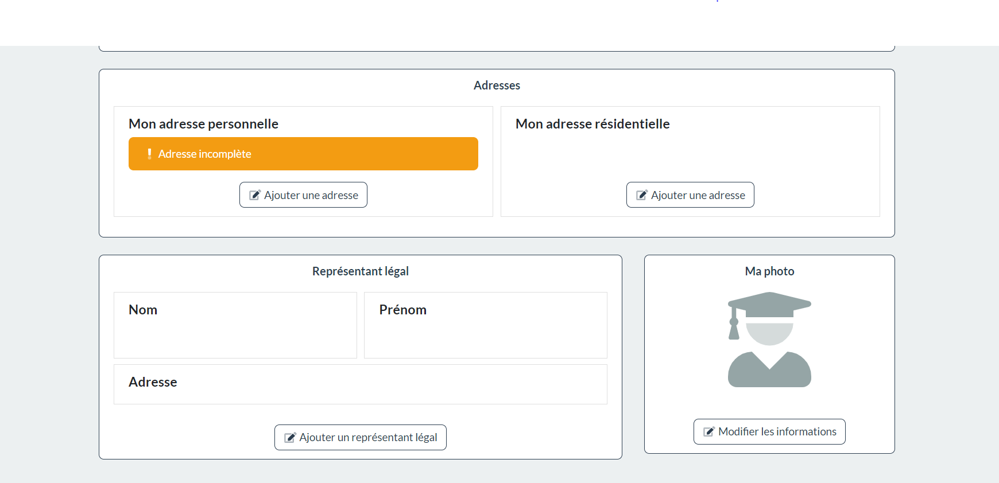 Adresses
Mon adresse personnelle
Adresse incomplète
Ajouter une adresse
Mon adresse résidentielle
Ajouter une adresse
Représentant légal
Nom
Prénom
Adresse
Ajouter un représentant légal
Ma photo
Modifier les informations